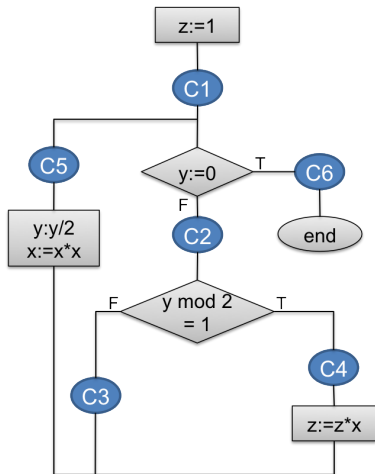 z:=1
C1
C5
y:=0
T
C6
F
y:y/2
x:=x*x
C2
end
F
y mod 2
= 1
T
C3
C4
z:=z*x